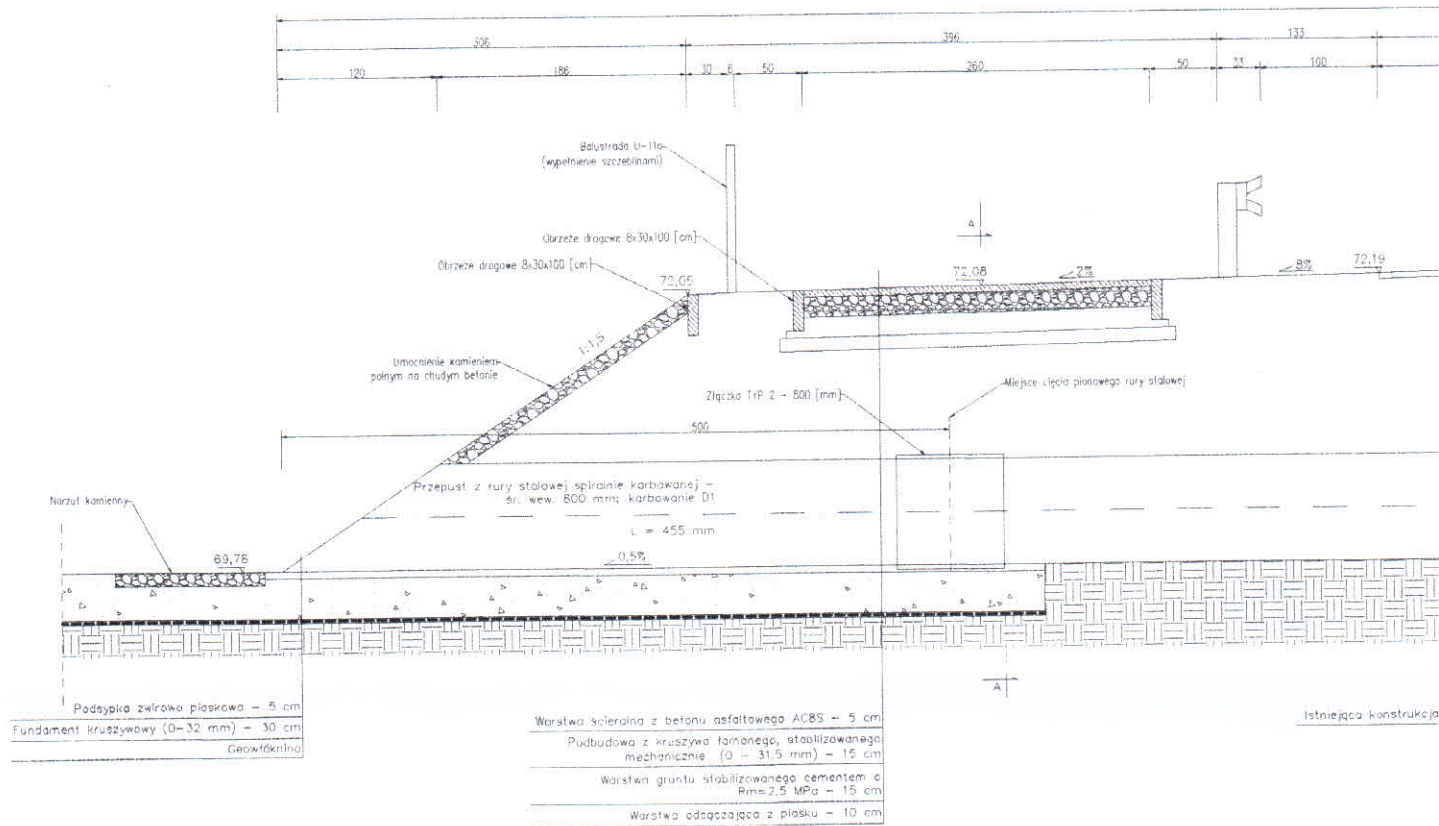 306
396
133
120
186
30
6
50
260
50
33
100
Balustrada U-11a
(wypełnienie szczeblinami)
A
Obrzeże drogowe 8x30x100 [cm]
Obrzeże drogowe 8x30x100 [cm]
72,05
72,08
2%
8%
72,19
1:1,5
Umocnienie kamieniem
polnym na chudym betonie
Złączka TYP 2 - 800 [mm]
Miejsce cięcia pionowego rury stalowej
500
Przepust z rury stalowej spiralnie karbowanej -
śr. wew. 800 mm; karbowanie D1
Narzut kamienny
L = 455 mm
69,78
0,5%
A
Podsypka żwirowo piaskowa - 5 cm
Fundament kruszywowy (0-32 mm) - 30 cm
Geowłóknina
Warstwa ścieralna z betonu asfaltowego AC8S - 5 cm
Podbudowa z kruszywa łamanego, stabilizowanego
mechanicznie (0 - 31,5 mm) - 15 cm
Warstwa gruntu stabilizowanego cementem o
Rm=2,5 MPa - 15 cm
Warstwa odsączająca z piasku - 10 cm
Istniejąca konstrukcja